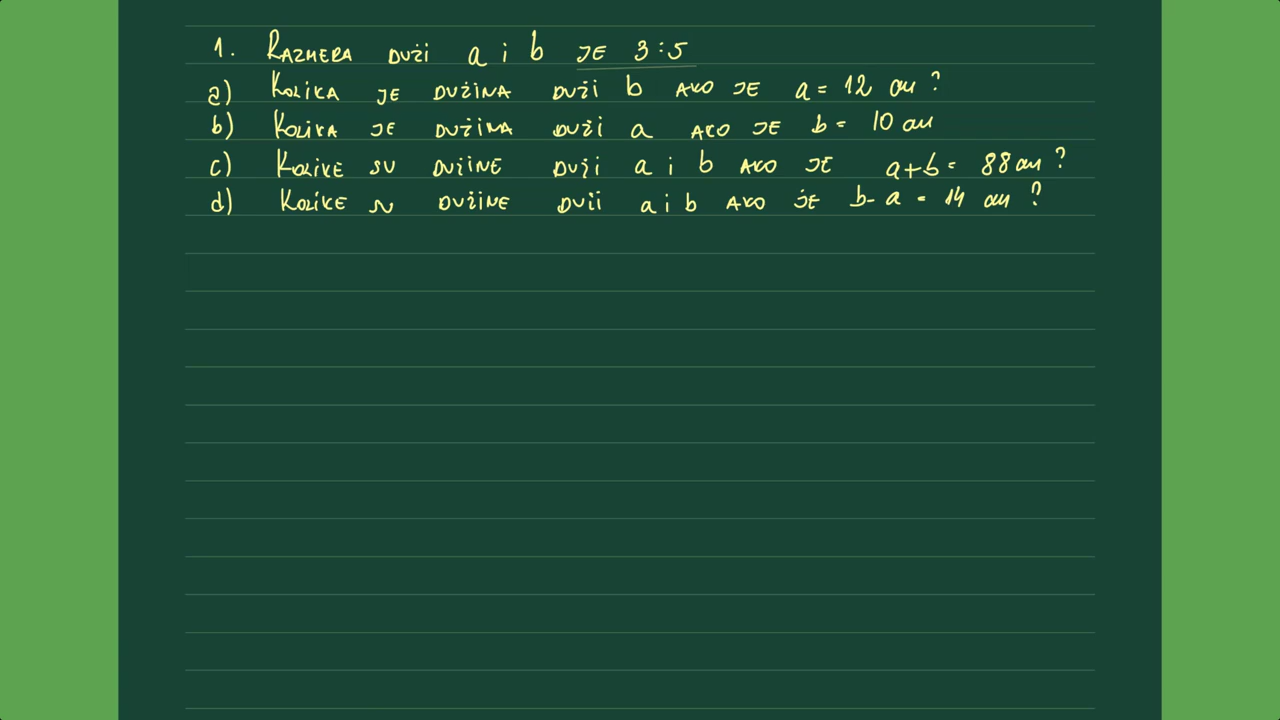 1. RAZMERA DUŽI a i b JE 3:5
a) KOLIKA JE DUŽINA DUŽI b AKO JE a = 12 cm ?
b) KOLIKA JE DUŽINA DUŽI a AKO JE b = 10 cm
c) KOLIKE SU DUŽINE DUŽI a i b AKO JE a+b = 88 cm ?
d) KOLIKE SU DUŽINE DUŽI a i b AKO JE b-a = 14 cm ?